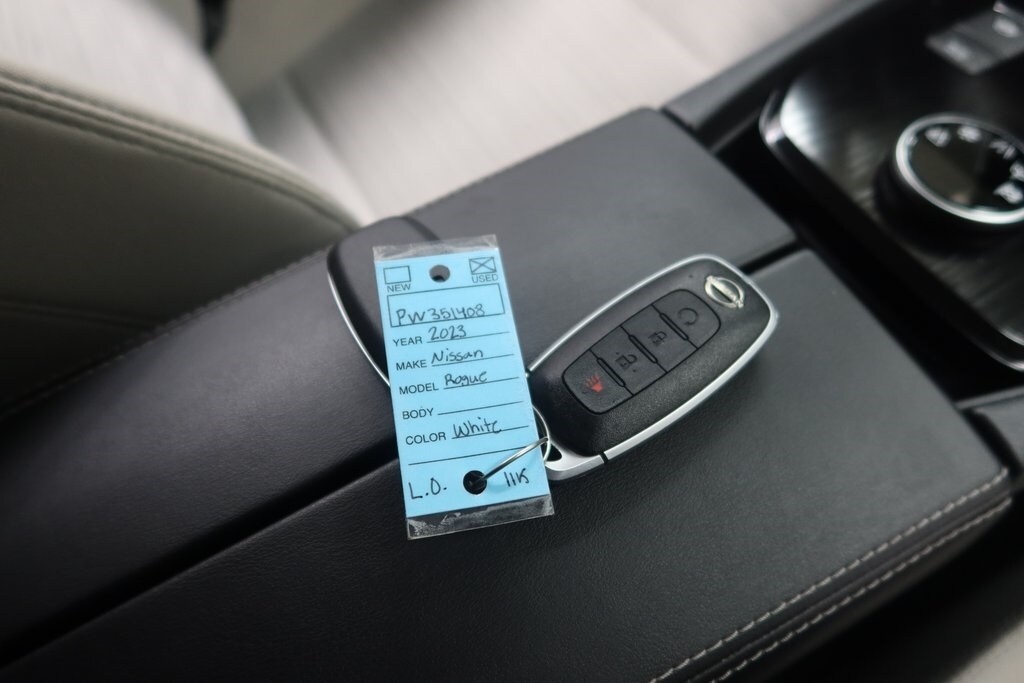 NEW USED
PW351408
YEAR 2023
MAKE Nissan
MODEL Rogue
BODY
COLOR White
L.O. 11K